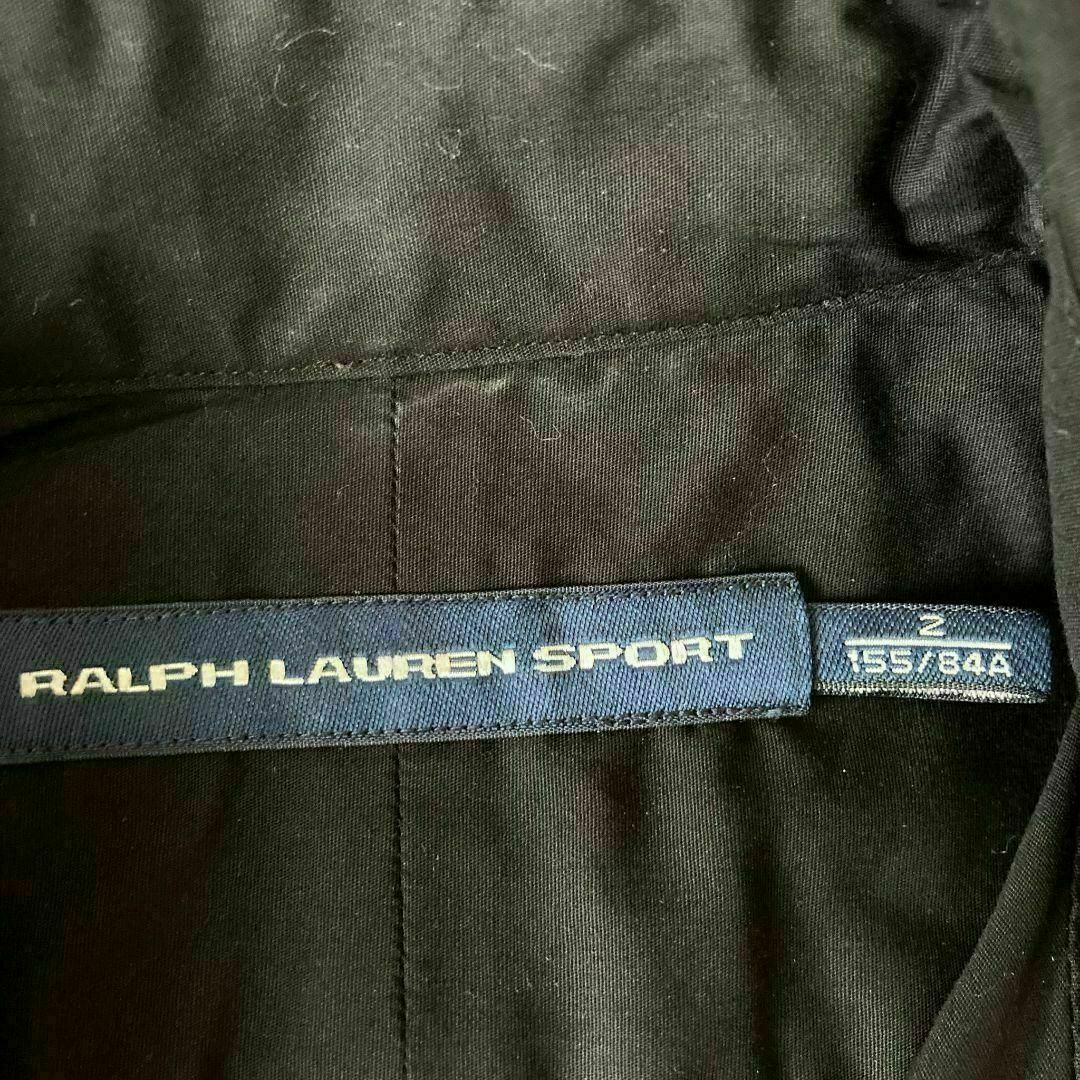 RALPH LAUREN SPORT
2
155/84A